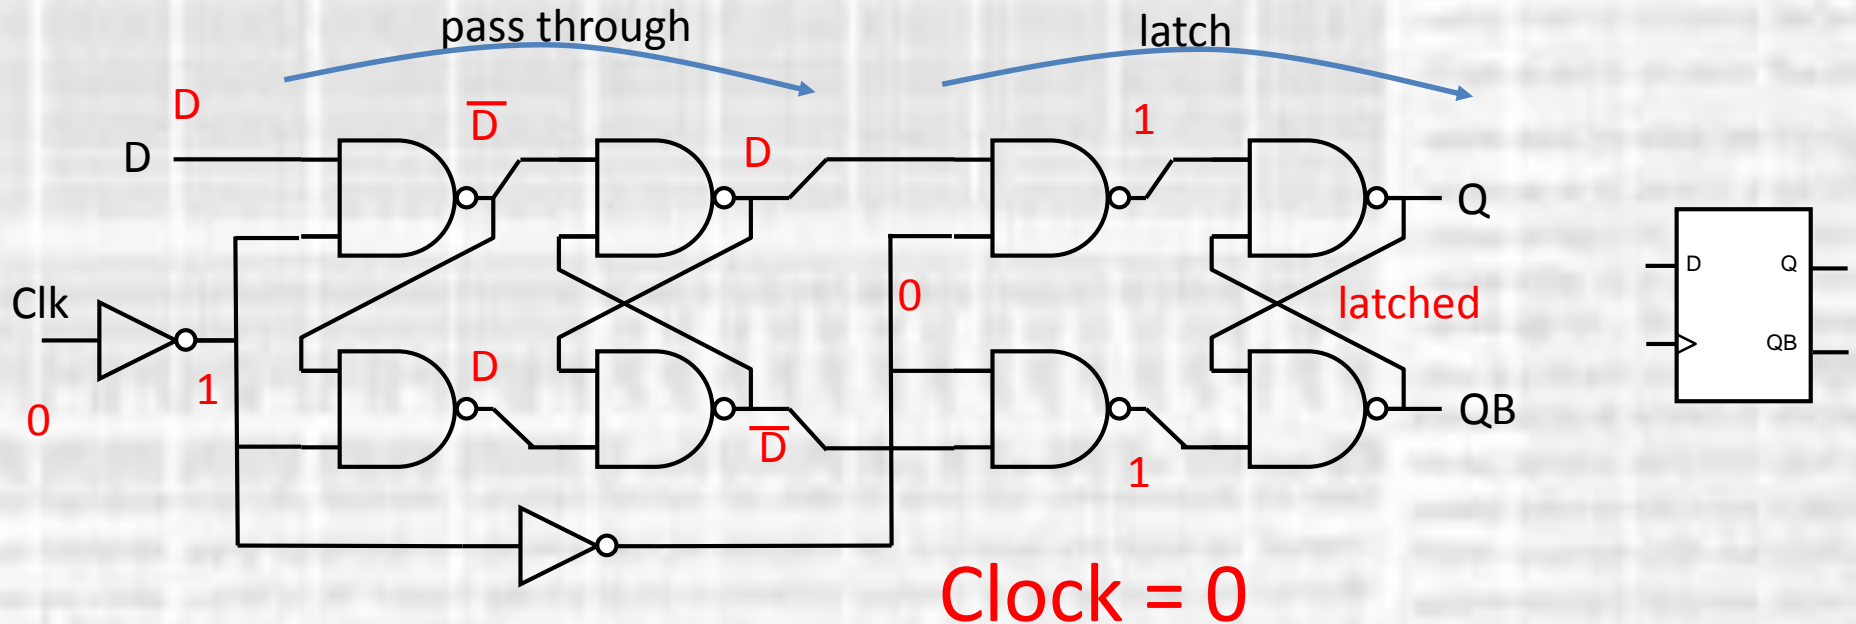 pass through
latch
D
D̅
1
D
D
Q
Clk
0
latched
D
Q
QB
1
D
0
D̅
QB
1
Clock = 0